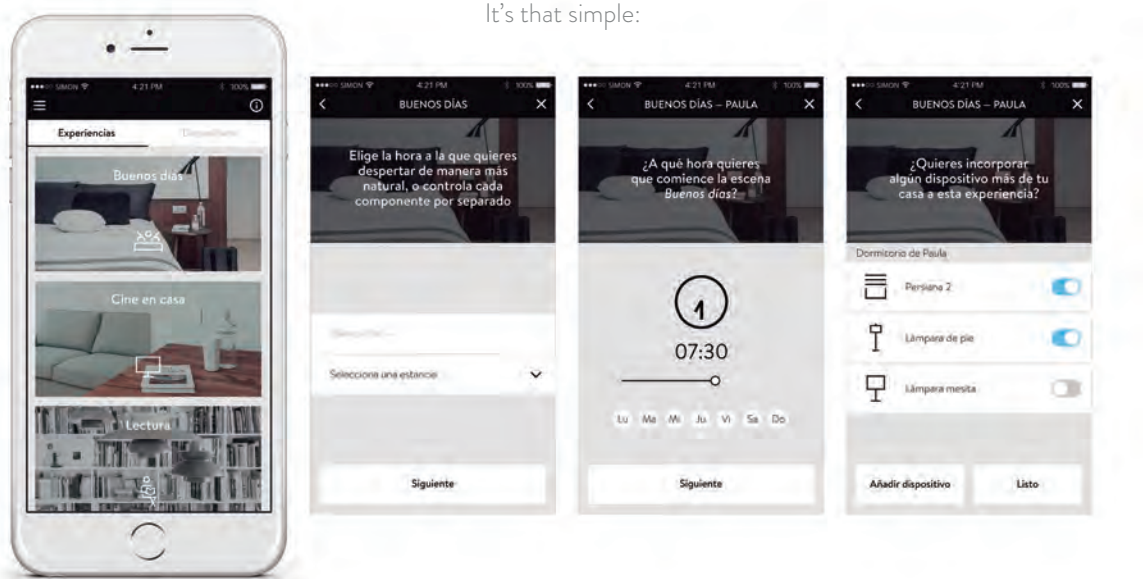 It's that simple:
SIMON 4:21 PM 100%
Experiencias Dispositivos
Buenos días
Cine en casa
Lectura
SIMON 4:21 PM 100%
BUENOS DÍAS
Elige la hora a la que quieres
despertar de manera más
natural, o controla cada
componente por separado
Selecciona una estancia
Siguiente
SIMON 4:21 PM 100%
BUENOS DÍAS – PAULA
¿A qué hora quieres
que comience la escena
Buenos días?
07:30
Lu Ma Mi Ju Vi Sa Do
Siguiente
SIMON 4:21 PM 100%
BUENOS DÍAS – PAULA
¿Quieres incorporar
algún dispositivo más de tu
casa a esta experiencia?
Dormitorio de Paula
Persiana 2
Lámpara de pie
Lámpara mesita
Añadir dispositivo Listo